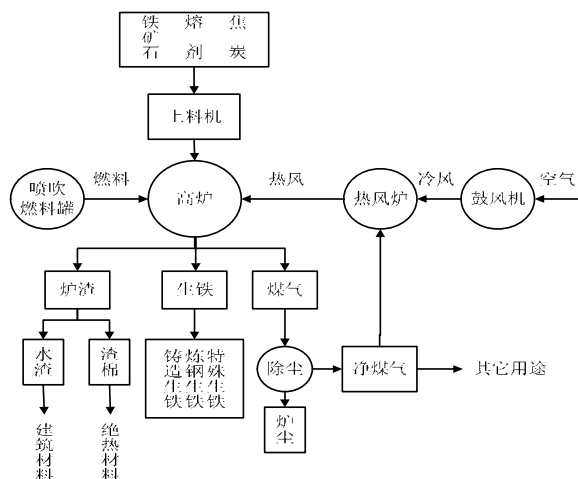 铁矿石 熔剂 焦炭
上料机
喷吹
燃料罐
燃料
高炉
热风
热风炉
冷风
鼓风机
空气
炉渣
生铁
煤气
水渣
渣棉
铸造生铁 炼钢生铁 特殊生铁
除尘
净煤气
其它用途
炉尘
建筑材料
绝热材料